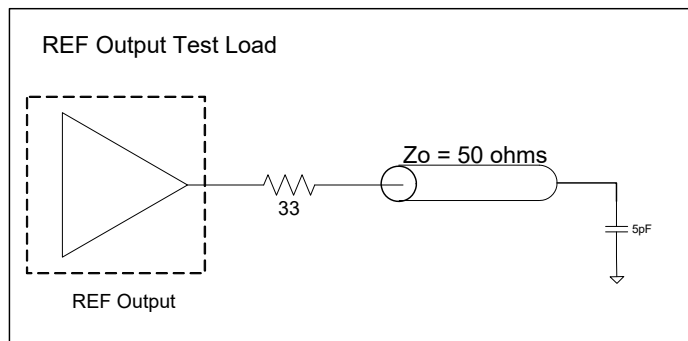 REF Output Test Load
Zo = 50 ohms
33
5pF
REF Output